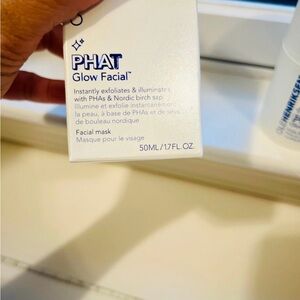 PHAT
Glow Facial™
Instantly exfoliates & illuminates
with PHAs & Nordic birch sap
Illumine et exfolie instantanément
la peau, à base de PHAs et de sève
de bouleau nordique
Facial mask
Masque pour le visage
50ML/1.7FL.OZ.